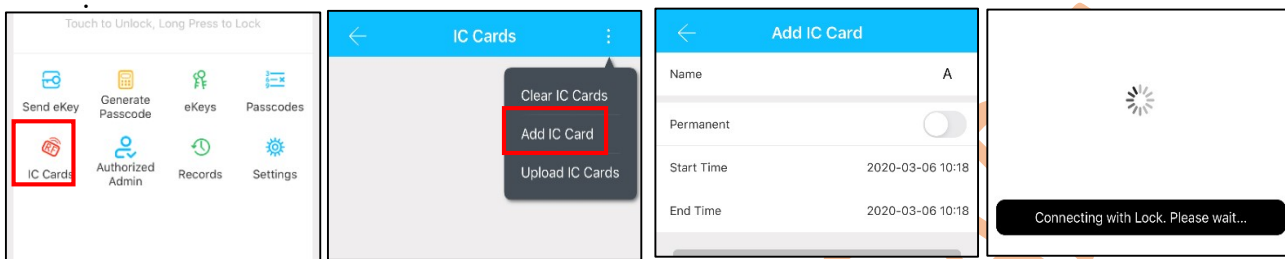 Touch to Unlock, Long Press to Lock
Send eKey
Generate
Passcode
eKeys
Passcodes
IC Cards
Authorized
Admin
Records
Settings
IC Cards
Clear IC Cards
Add IC Card
Upload IC Cards
Add IC Card
Name A
Permanent
Start Time 2020-03-06 10:18
End Time 2020-03-06 10:18
Connecting with Lock. Please wait...